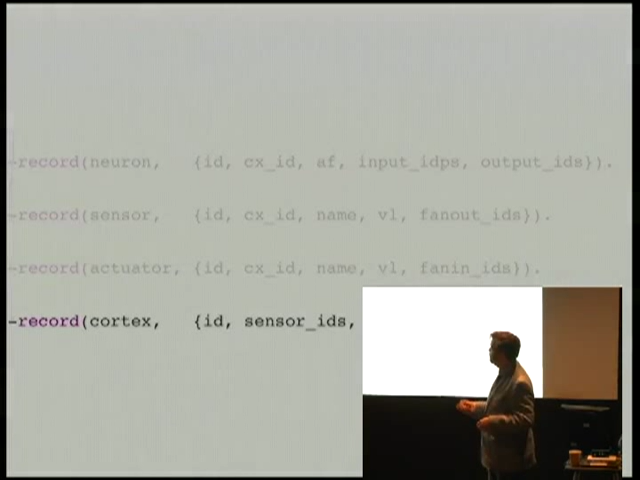 -record(neuron, {id, cx_id, af, input_idps, output_ids}).
-record(sensor, {id, cx_id, name, vl, fanout_ids}).
-record(actuator, {id, cx_id, name, vl, fanin_ids}).
-record(cortex, {id, sensor_ids,